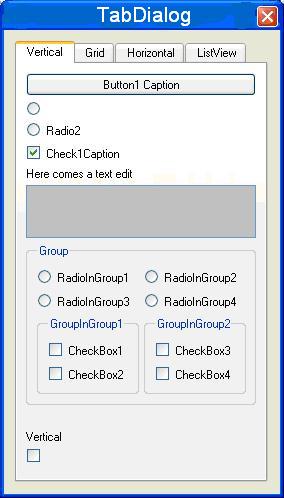 TabDialog
Vertical Grid Horizontal ListView
Button1 Caption
Radio2
Check1Caption
Here comes a text edit
Group
RadioInGroup1 RadioInGroup2
RadioInGroup3 RadioInGroup4
GroupInGroup1 GroupInGroup2
CheckBox1 CheckBox3
CheckBox2 CheckBox4
Vertical